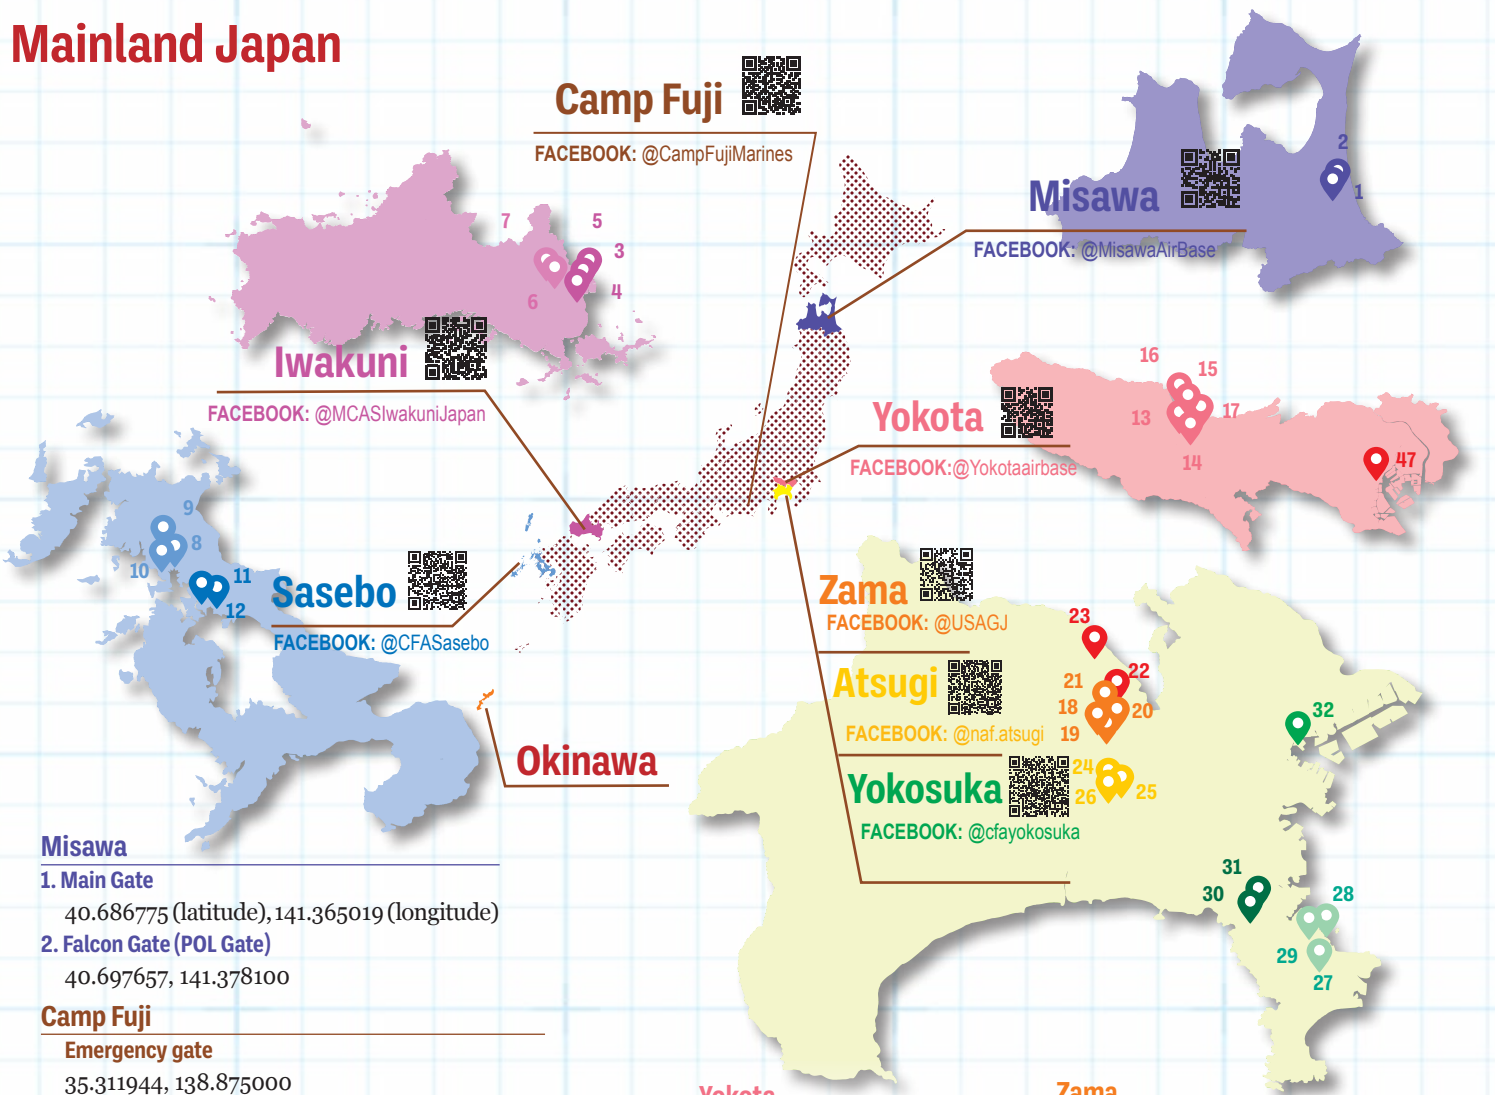 Mainland Japan
Camp Fuji
FACEBOOK: @CampFujiMarines
2
Misawa
1
FACEBOOK: @MisawaAirBase
7
5
3
6
4
Iwakuni
FACEBOOK: @MCASIwakuniJapan
16
15
Yokota
13
17
FACEBOOK:@Yokotaairbase
14
47
9
8
10
11
12
Sasebo
FACEBOOK: @CFASasebo
Zama
FACEBOOK: @USAGJ
23
Atsugi
21
22
18
20
19
FACEBOOK: @naf.atsugi
32
Okinawa
Yokosuka
24
25
26
FACEBOOK: @cfayokosuka
31
30
28
29
27
Misawa
1. Main Gate
40.686775 (latitude), 141.365019 (longitude)
2. Falcon Gate (POL Gate)
40.697657, 141.378100
Camp Fuji
Emergency gate
35.311944, 138.875000
Yokota
Zama